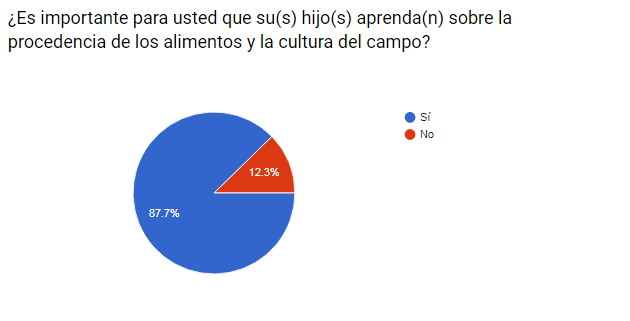 ¿Es importante para usted que su(s) hijo(s) aprenda(n) sobre la
procedencia de los alimentos y la cultura del campo?
Sí
No
12.3%
87.7%